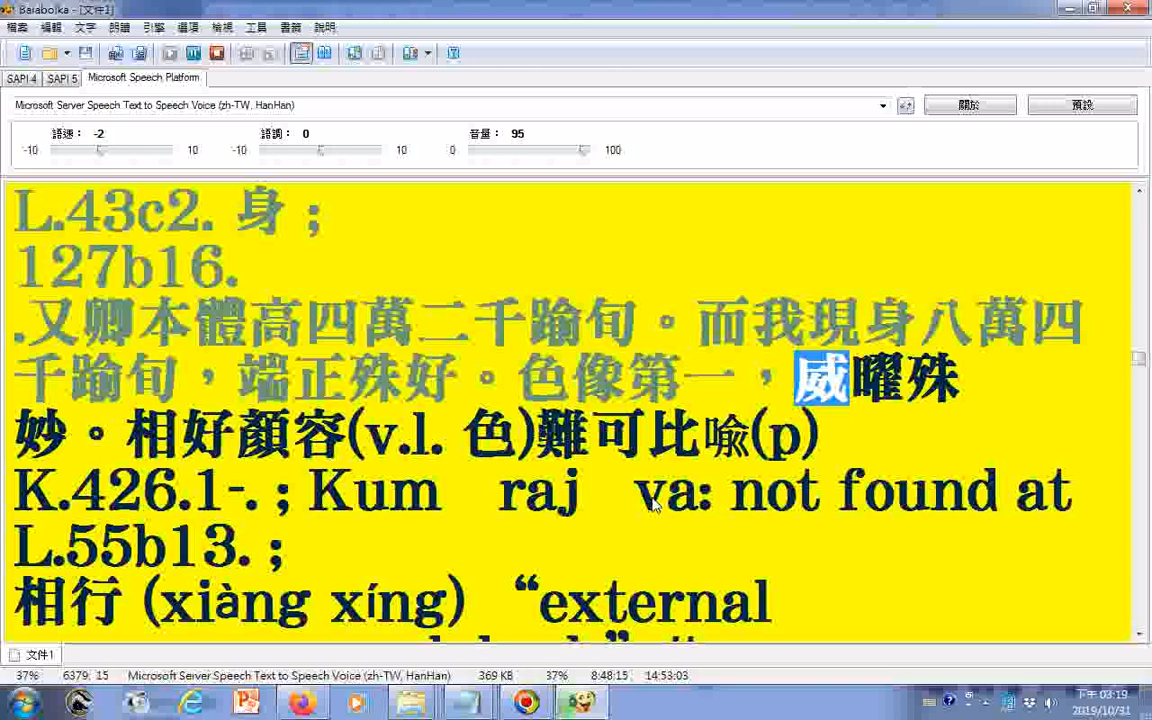 Balabolka - [文件1]
檔案 編輯 文字 朗讀 引擎 選項 檢視 工具 書籤 說明
SAPI 4 SAPI 5 Microsoft Speech Platform
Microsoft Server Speech Text to Speech Voice (zh-TW, HanHan) 關於 預設
語速： -2 語調： 0 音量： 95
-10 10 -10 10 0 100
L.43c2. 身；
127b16.
.又卿本體高四萬二千踰句。而我現身八萬四
千踰句，端正殊好。色像第一，威曜殊
妙。相好顏容(v.l. 色)難可比喩(p)
K.426.1-. ; Kum raj va: not found at
L.55b13. ;
相行 (xiàng xíng) “external
文件1
37% 6379: 15 Microsoft Server Speech Text to Speech Voice (zh-TW, HanHan) 369 KB 37% 8:48:15 14:53:03
下午 03:19
2019/10/31